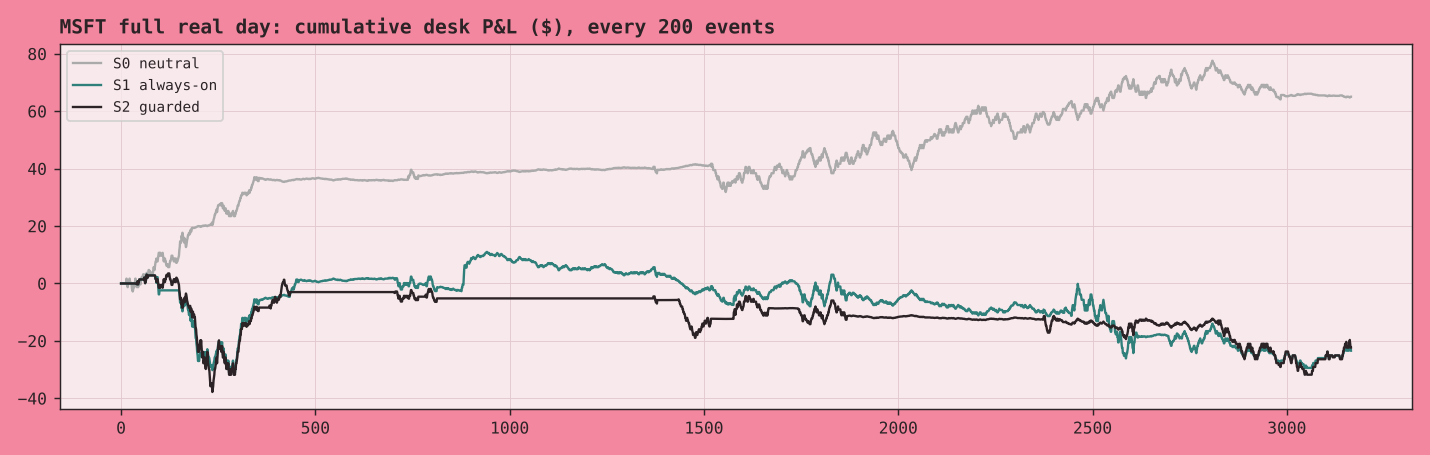 MSFT full real day: cumulative desk P&L ($), every 200 events
S0 neutral
S1 always-on
S2 guarded
80
60
40
20
0
−20
−40
0 500 1000 1500 2000 2500 3000